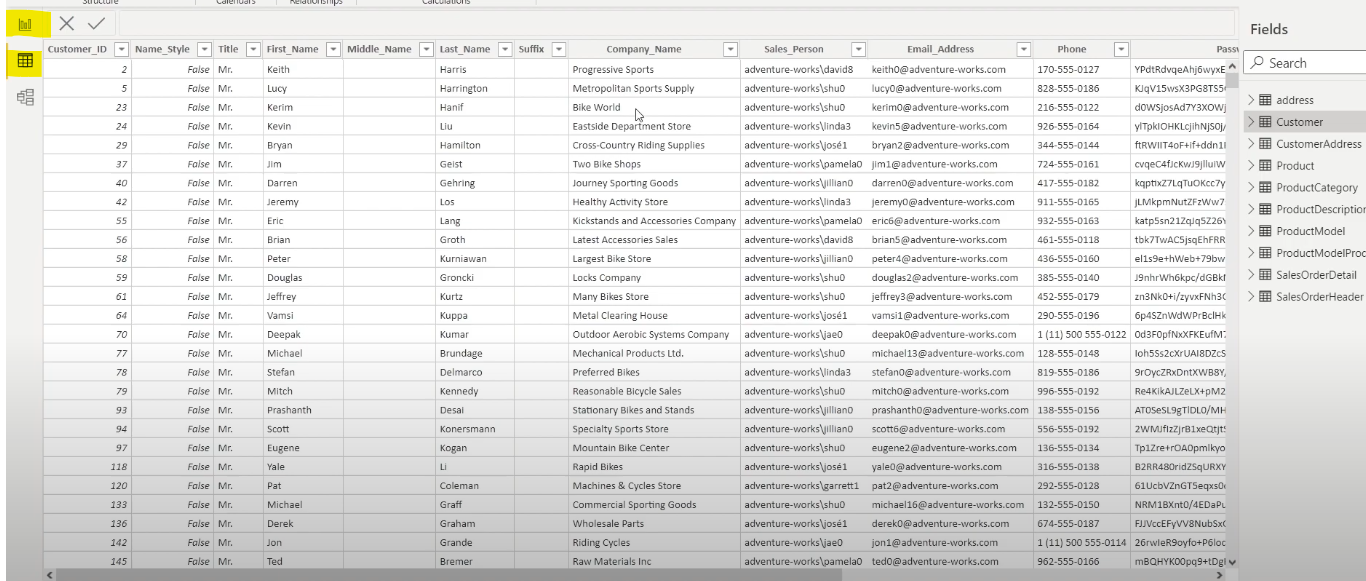 Structure Calendars Relationships Calculations
Fields
Customer_ID Name_Style Title First_Name Middle_Name Last_Name Suffix Company_Name Sales_Person Email_Address Phone
Search
2 False Mr. Keith Harris Progressive Sports adventure-works\david8 keith0@adventure-works.com 170-555-0127
5 False Mr. Lucy Harrington Metropolitan Sports Supply adventure-works\shu0 lucy0@adventure-works.com 828-555-0186
23 False Mr. Kerim Hanif Bike World adventure-works\shu0 kerim0@adventure-works.com 216-555-0122
24 False Mr. Kevin Liu Eastside Department Store adventure-works\linda3 kevin5@adventure-works.com 926-555-0164
29 False Mr. Bryan Hamilton Cross-Country Riding Supplies adventure-works\josé1 bryan2@adventure-works.com 344-555-0144
37 False Mr. Jim Geist Two Bike Shops adventure-works\pamela0 jim1@adventure-works.com 724-555-0161
40 False Mr. Darren Gehring Journey Sporting Goods adventure-works\jillian0 darren0@adventure-works.com 417-555-0182
42 False Mr. Jeremy Los Healthy Activity Store adventure-works\linda3 jeremy0@adventure-works.com 911-555-0165
55 False Mr. Eric Lang Kickstands and Accessories Company adventure-works\pamela0 eric6@adventure-works.com 932-555-0163
56 False Mr. Brian Groth Latest Accessories Sales adventure-works\david8 brian5@adventure-works.com 461-555-0118
58 False Mr. Peter Kurniawan Largest Bike Store adventure-works\jillian0 peter4@adventure-works.com 436-555-0160
59 False Mr. Douglas Groncki Locks Company adventure-works\shu0 douglas2@adventure-works.com 385-555-0140
61 False Mr. Jeffrey Kurtz Many Bikes Store adventure-works\shu0 jeffrey3@adventure-works.com 452-555-0179
64 False Mr. Vamsi Kuppa Metal Clearing House adventure-works\josé1 vamsi1@adventure-works.com 290-555-0196
70 False Mr. Deepak Kumar Outdoor Aerobic Systems Company adventure-works\jae0 deepak0@adventure-works.com 1 (11) 500 555-0122
77 False Mr. Michael Brundage Mechanical Products Ltd. adventure-works\shu0 michael13@adventure-works.com 128-555-0148
78 False Mr. Stefan Delmarco Preferred Bikes adventure-works\linda3 stefan0@adventure-works.com 819-555-0186
79 False Mr. Mitch Kennedy Reasonable Bicycle Sales adventure-works\shu0 mitch0@adventure-works.com 996-555-0192
93 False Mr. Prashanth Desai Stationary Bikes and Stands adventure-works\jillian0 prashanth0@adventure-works.com 138-555-0156
94 False Mr. Scott Konersmann Specialty Sports Store adventure-works\jillian0 scott6@adventure-works.com 556-555-0192
97 False Mr. Eugene Kogan Mountain Bike Center adventure-works\shu0 eugene2@adventure-works.com 136-555-0134
118 False Mr. Yale Li Rapid Bikes adventure-works\josé1 yale0@adventure-works.com 316-555-0138
120 False Mr. Pat Coleman Machines & Cycles Store adventure-works\garrett1 pat2@adventure-works.com 292-555-0128
133 False Mr. Michael Graff Commercial Sporting Goods adventure-works\shu0 michael16@adventure-works.com 132-555-0150
136 False Mr. Derek Graham Wholesale Parts adventure-works\josé1 derek0@adventure-works.com 674-555-0187
142 False Mr. Jon Grande Riding Cycles adventure-works\jae0 jon1@adventure-works.com 1 (11) 500 555-0114
145 False Mr. Ted Bremer Raw Materials Inc adventure-works\pamela0 ted0@adventure-works.com 962-555-0166
address
Customer
CustomerAddress
Product
ProductCategory
ProductDescription
ProductModel
ProductModelProd
SalesOrderDetail
SalesOrderHeader